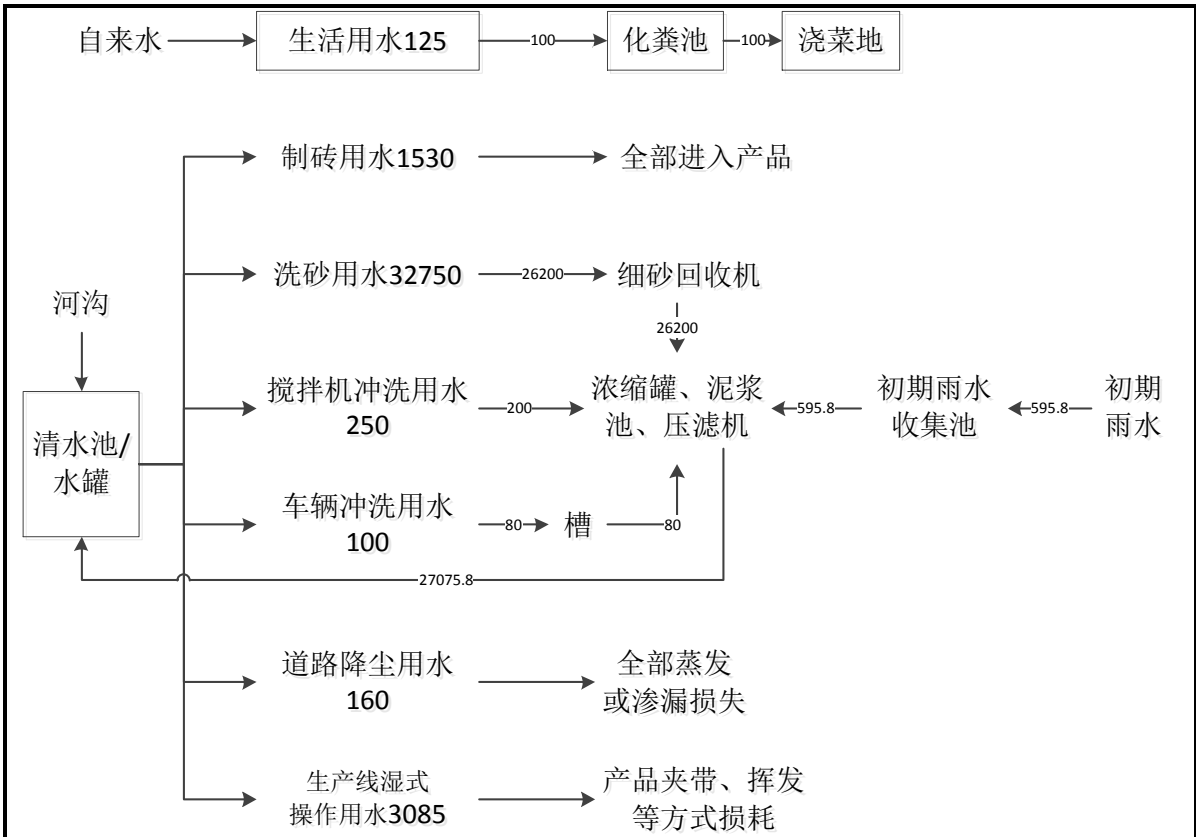 自来水
生活用水125
100
化粪池
100
浇菜地
制砖用水1530
全部进入产品
洗砂用水32750
26200
细砂回收机
26200
河沟
清水池/
水罐
搅拌机冲洗用水
250
200
浓缩罐、泥浆
池、压滤机
595.8
初期雨水
收集池
595.8
初期
雨水
车辆冲洗用水
100
80
槽
80
27075.8
道路降尘用水
160
全部蒸发
或渗漏损失
生产线湿式
操作用水3085
产品夹带、挥发
等方式损耗